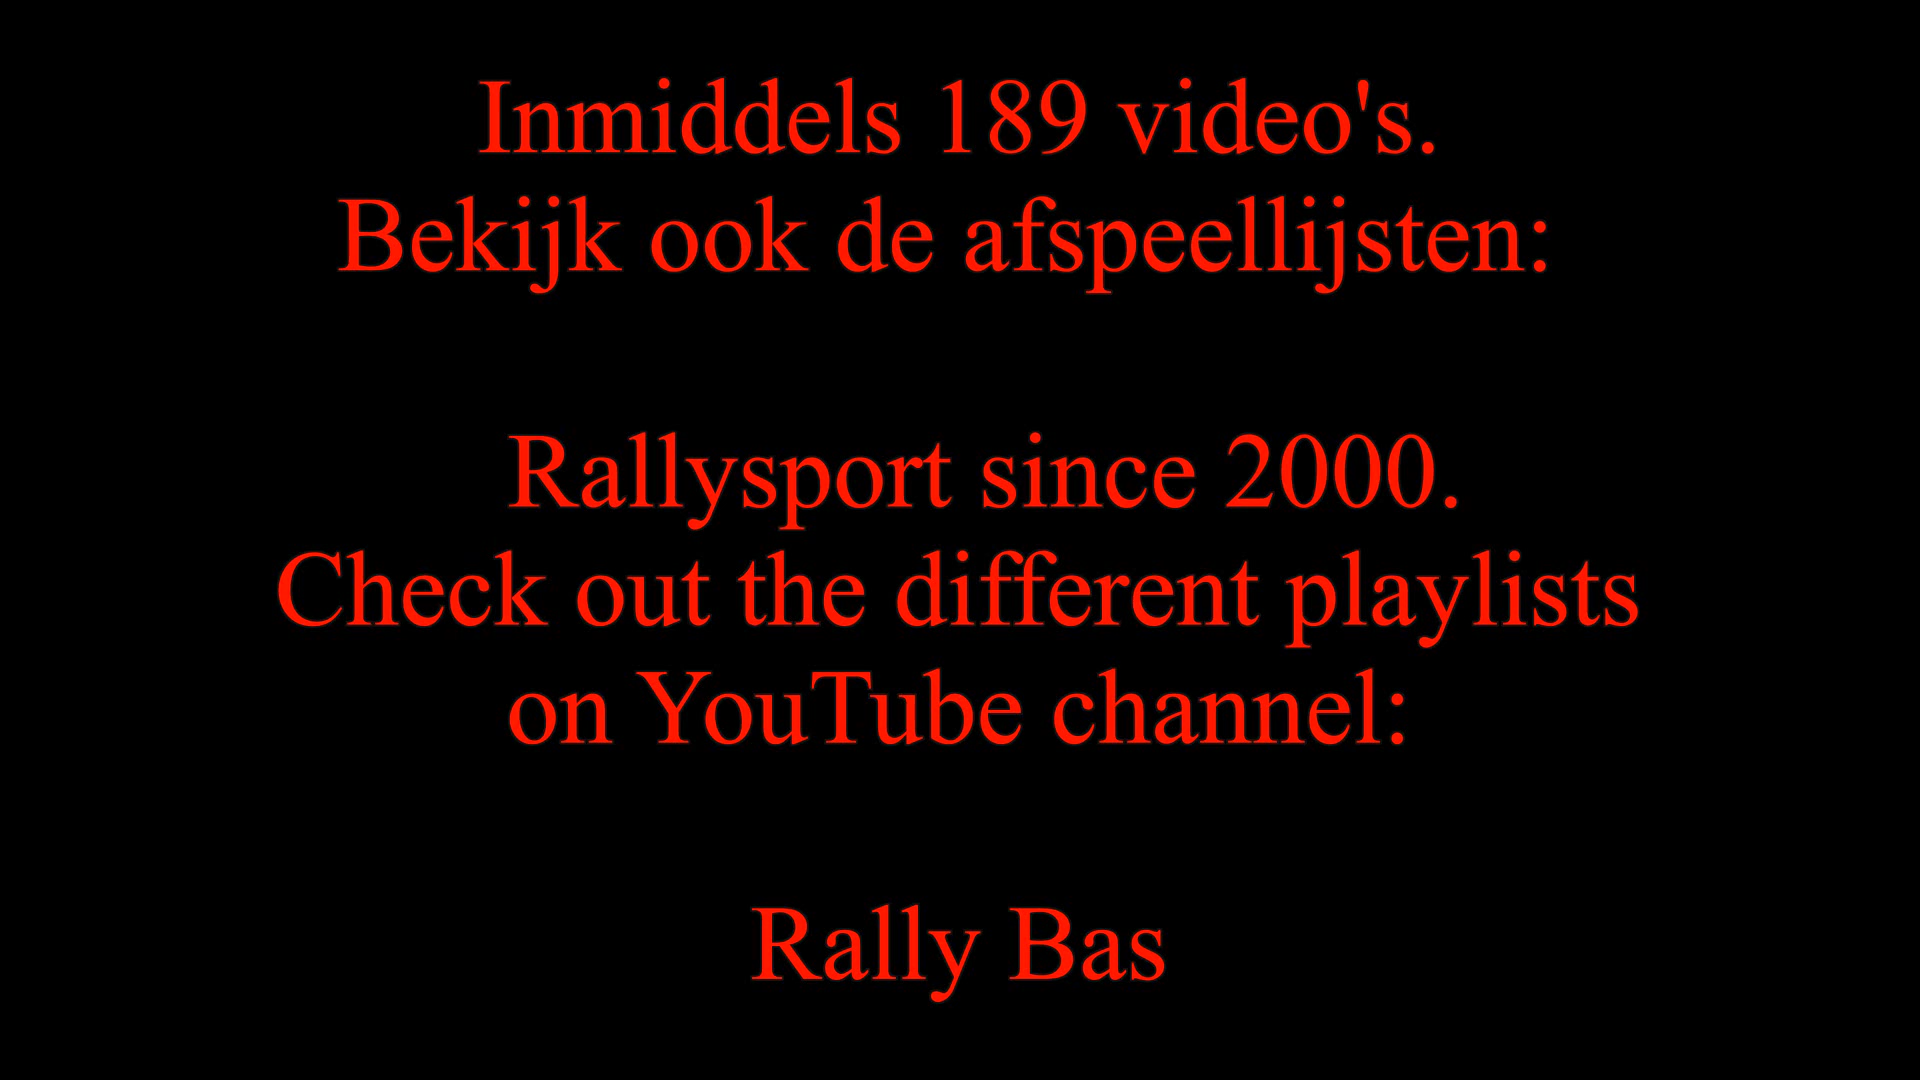 Inmiddels 189 video's.
Bekijk ook de afspeellijsten:
Rallysport since 2000.
Check out the different playlists
on YouTube channel:
Rally Bas